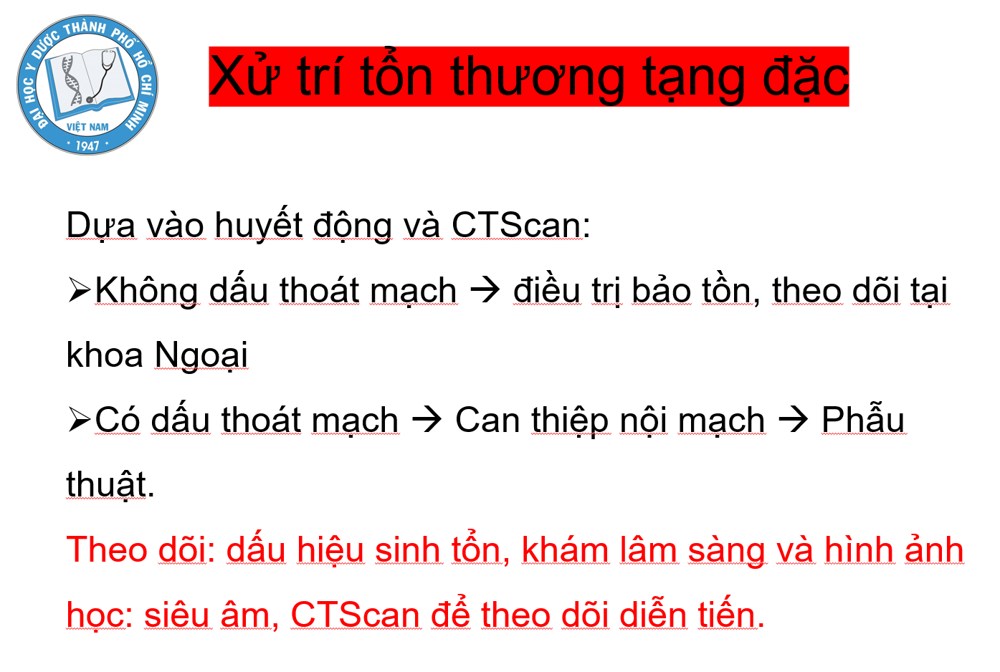 ĐẠI HỌC Y DƯỢC THÀNH PHỐ HỒ CHÍ MINH
VIỆT NAM
* 1947 *
Xử trí tổn thương tạng đặc
Dựa vào huyết động và CTScan:
➢Không dấu thoát mạch → điều trị bảo tồn, theo dõi tại
khoa Ngoại
➢Có dấu thoát mạch → Can thiệp nội mạch → Phẫu
thuật.
Theo dõi: dấu hiệu sinh tổn, khám lâm sàng và hình ảnh
học: siêu âm, CTScan để theo dõi diễn tiến.